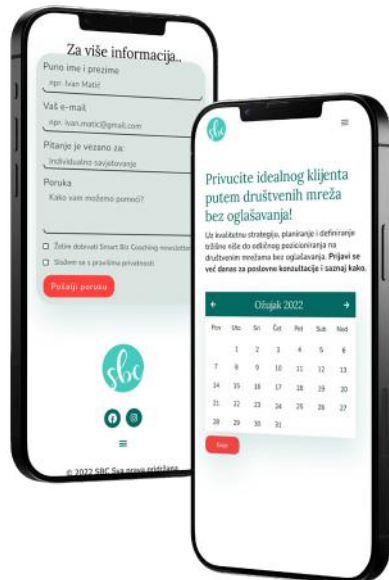 Za više informacija..
Puno ime i prezime
npr. Ivan Matić
Vaš e-mail
npr. ivan.matic@gmail.com
Pitanje je vezano za:
Individualno savjetovanje
Poruka
Kako vam možemo pomoći?
Želim dobivati Smart Biz Coaching newsletter
Slažem se s pravilima privatnosti
Pošalji poruku
sbc
© 2022 SBC Sva prava pridržana
sbc
Privucite idealnog klijenta
putem društvenih mreža
bez oglašavanja!
Uz kvalitetnu strategiju, planiranje i definiranje
tržišne niše do odličnog pozicioniranja na
društvenim mrežama bez oglašavanja. Prijavi se
već danas za poslovne konzultacije i saznaj kako.
← Ožujak 2022 →
Pon Uto Sri Čet Pet Sub Ned
1 2 3 4 5 6
7 8 9 10 11 12 13
14 15 16 17 18 19 20
21 22 23 24 25 26 27
28 29 30 31